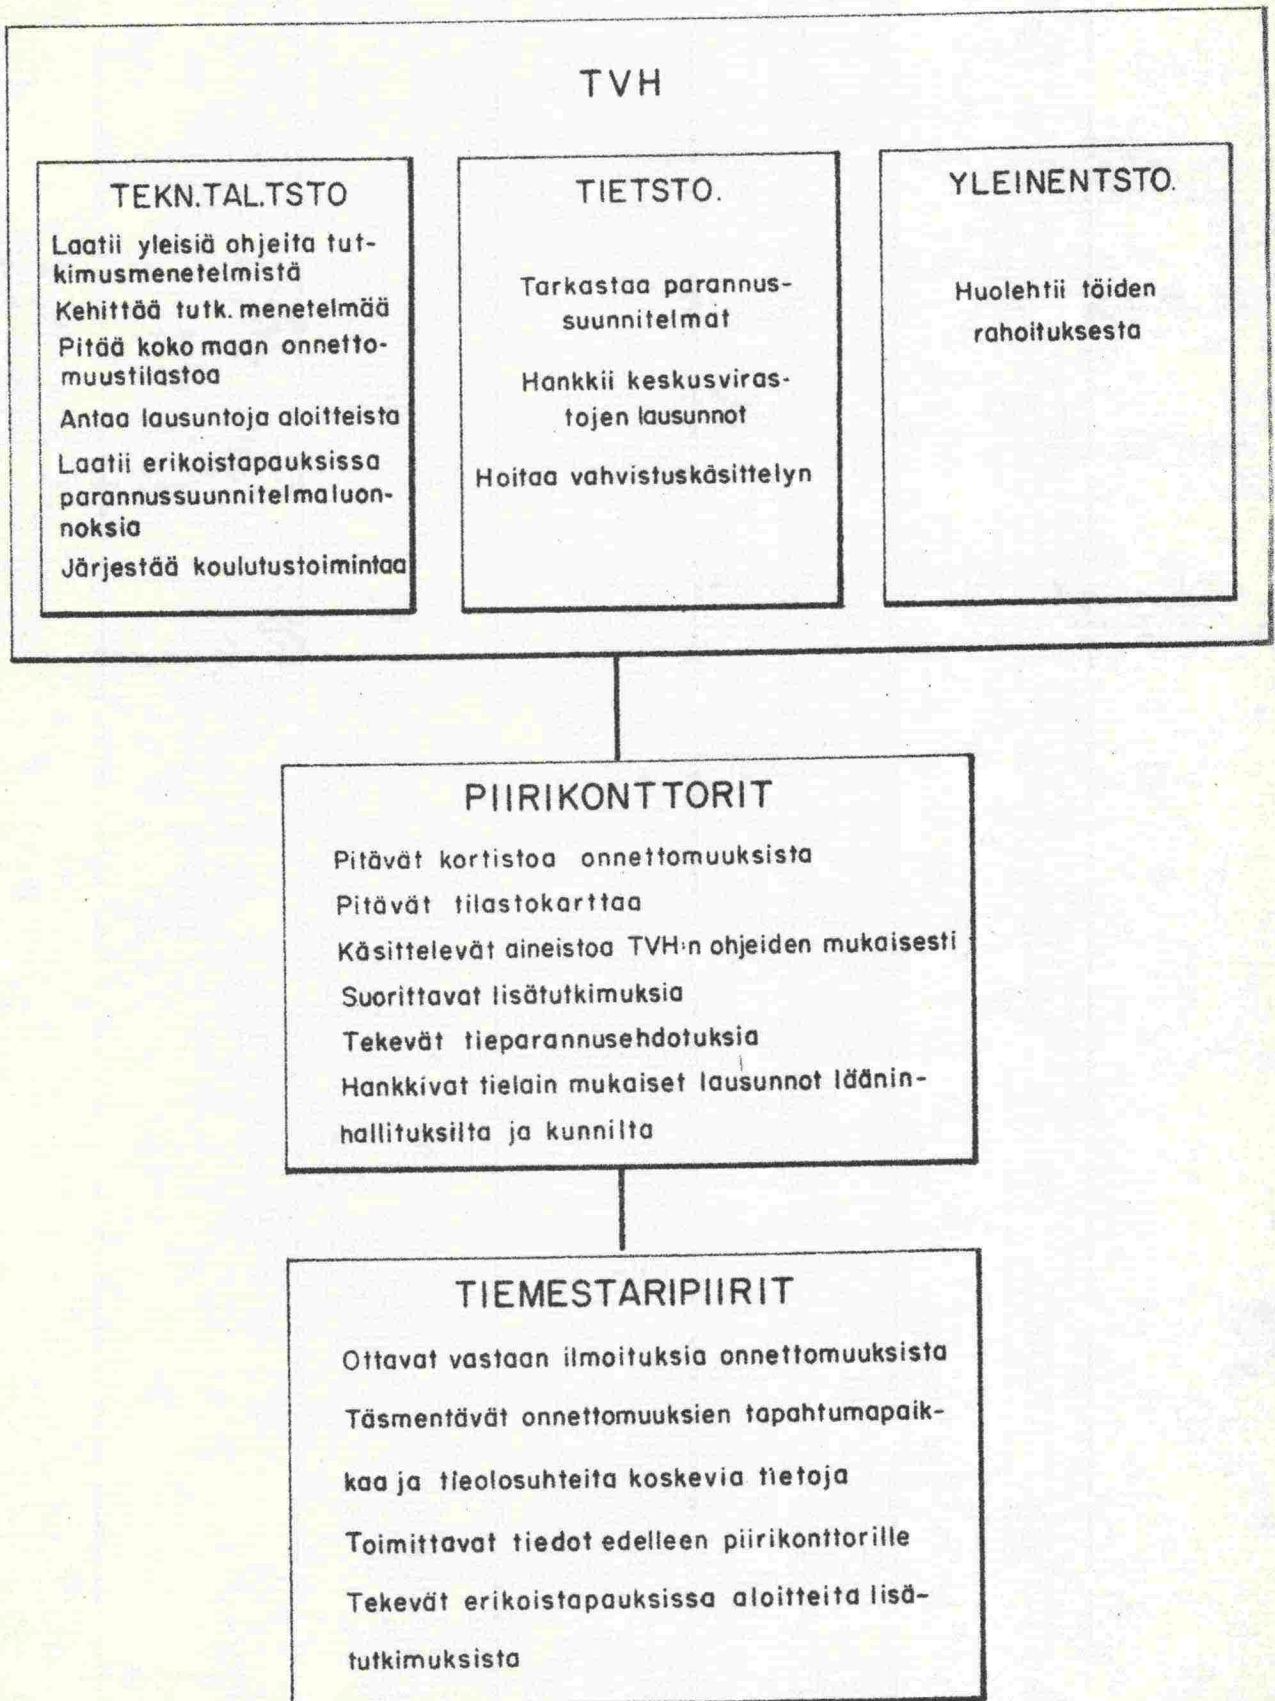 TVH
TEKN.TAL.TSTO
Laatii yleisiä ohjeita tut-
kimusmenetelmistä
Kehittää tutk. menetelmää
Pitää koko maan onnetto-
muustilastoa
Antaa lausuntoja aloitteista
Laatii erikoistapauksissa
parannussuunnitelmaluon-
noksia
Järjestää koulutustoimintaa
TIETSTO.
Tarkastaa parannus-
suunnitelmat
Hankkii keskusviras-
tojen lausunnot
Hoitaa vahvistuskäsittelyn
YLEINENTSTO.
Huolehtii töiden
rahoituksesta
PIIRIKONTTORIT
Pitävät kortistoa onnettomuuksista
Pitävät tilastokarttaa
Käsittelevät aineistoa TVH:n ohjeiden mukaisesti
Suorittavat lisätutkimuksia
Tekevät tieparannusehdotuksia
Hankkivat tielain mukaiset lausunnot läänin-
hallituksilta ja kunnilta
TIEMESTARIPIIRIT
Ottavat vastaan ilmoituksia onnettomuuksista
Täsmentävät onnettomuuksien tapahtumapaik-
kaa ja tieolosuhteita koskevia tietoja
Toimittavat tiedot edelleen piirikonttorille
Tekevät erikoistapauksissa aloitteita lisä-
tutkimuksista